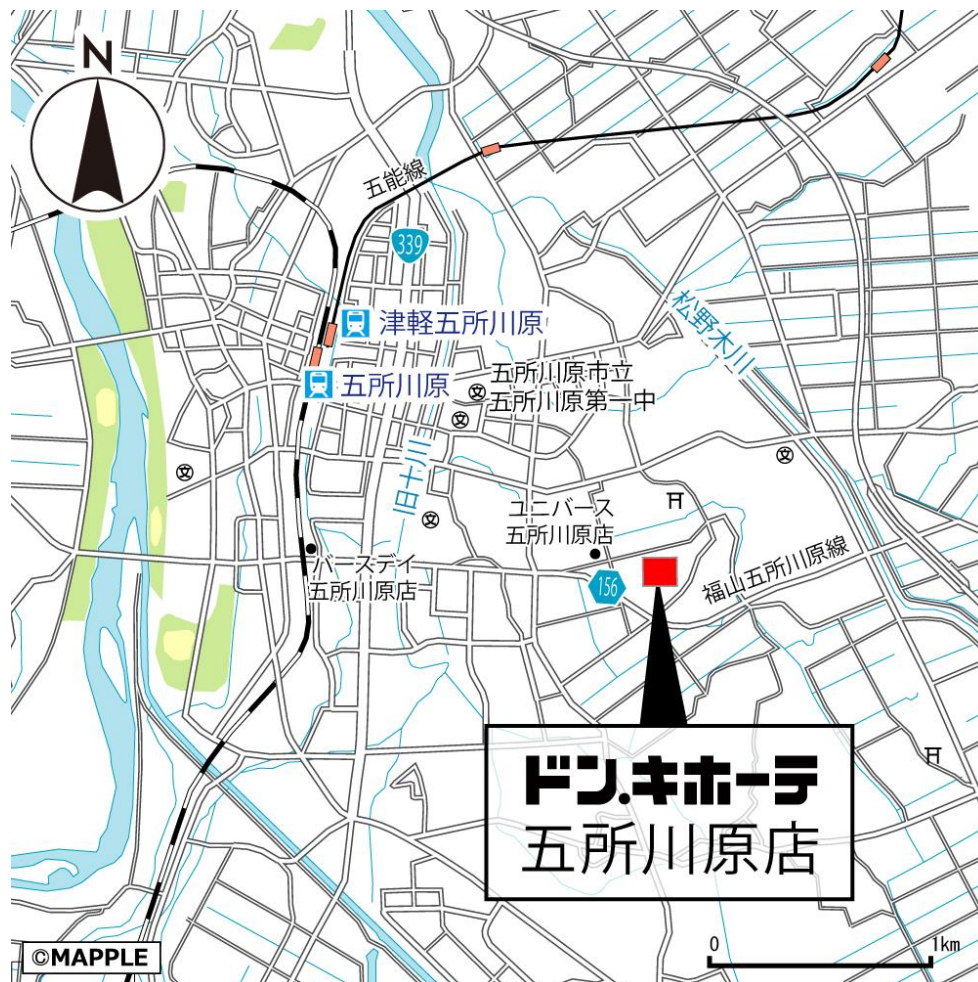 N
五能線
339
津軽五所川原
五所川原
松野木川
五所川原市立
五所川原第一中
三十日川
ユニバース
五所川原店
バースデイ
五所川原店
156
福山五所川原線
ドン.キホーテ
五所川原店
©MAPPLE
0
1km